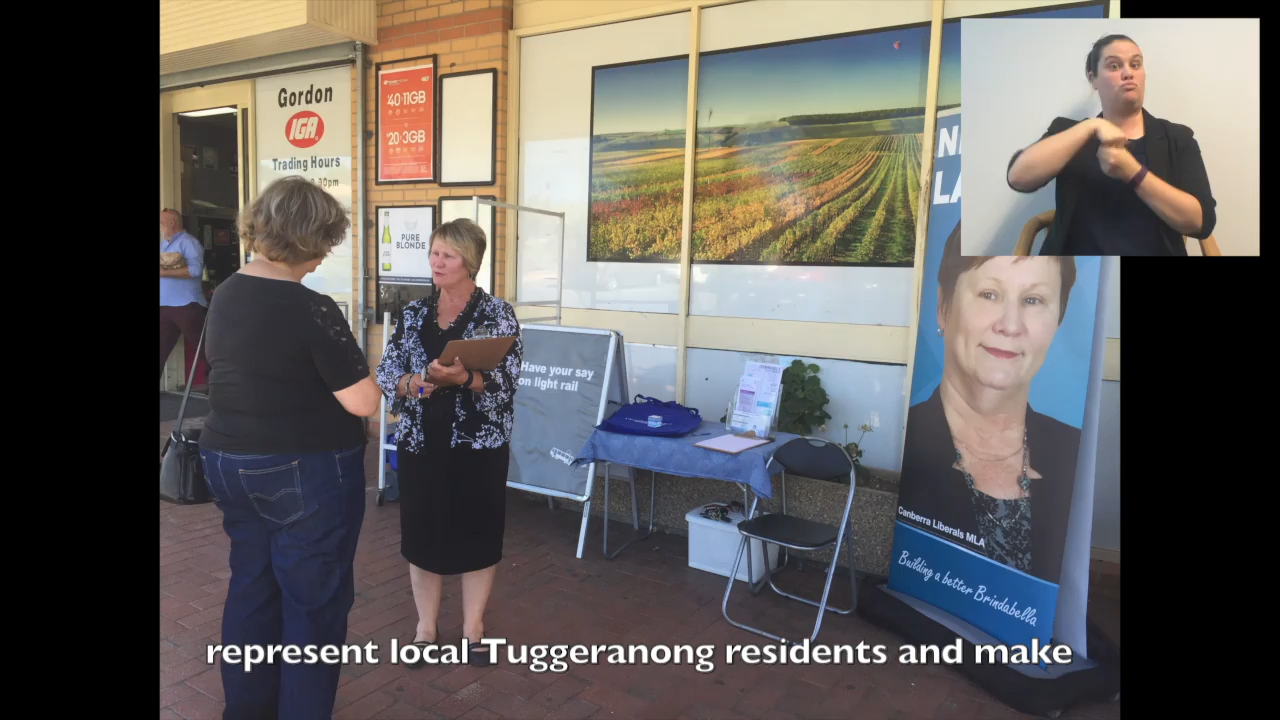 Gordon
IGA
Trading Hours
$40 11GB
$20 3GB
PURE
BLONDE
Have your say
on light rail
Canberra Liberals MLA
Building a better Brindabella
represent local Tuggeranong residents and make